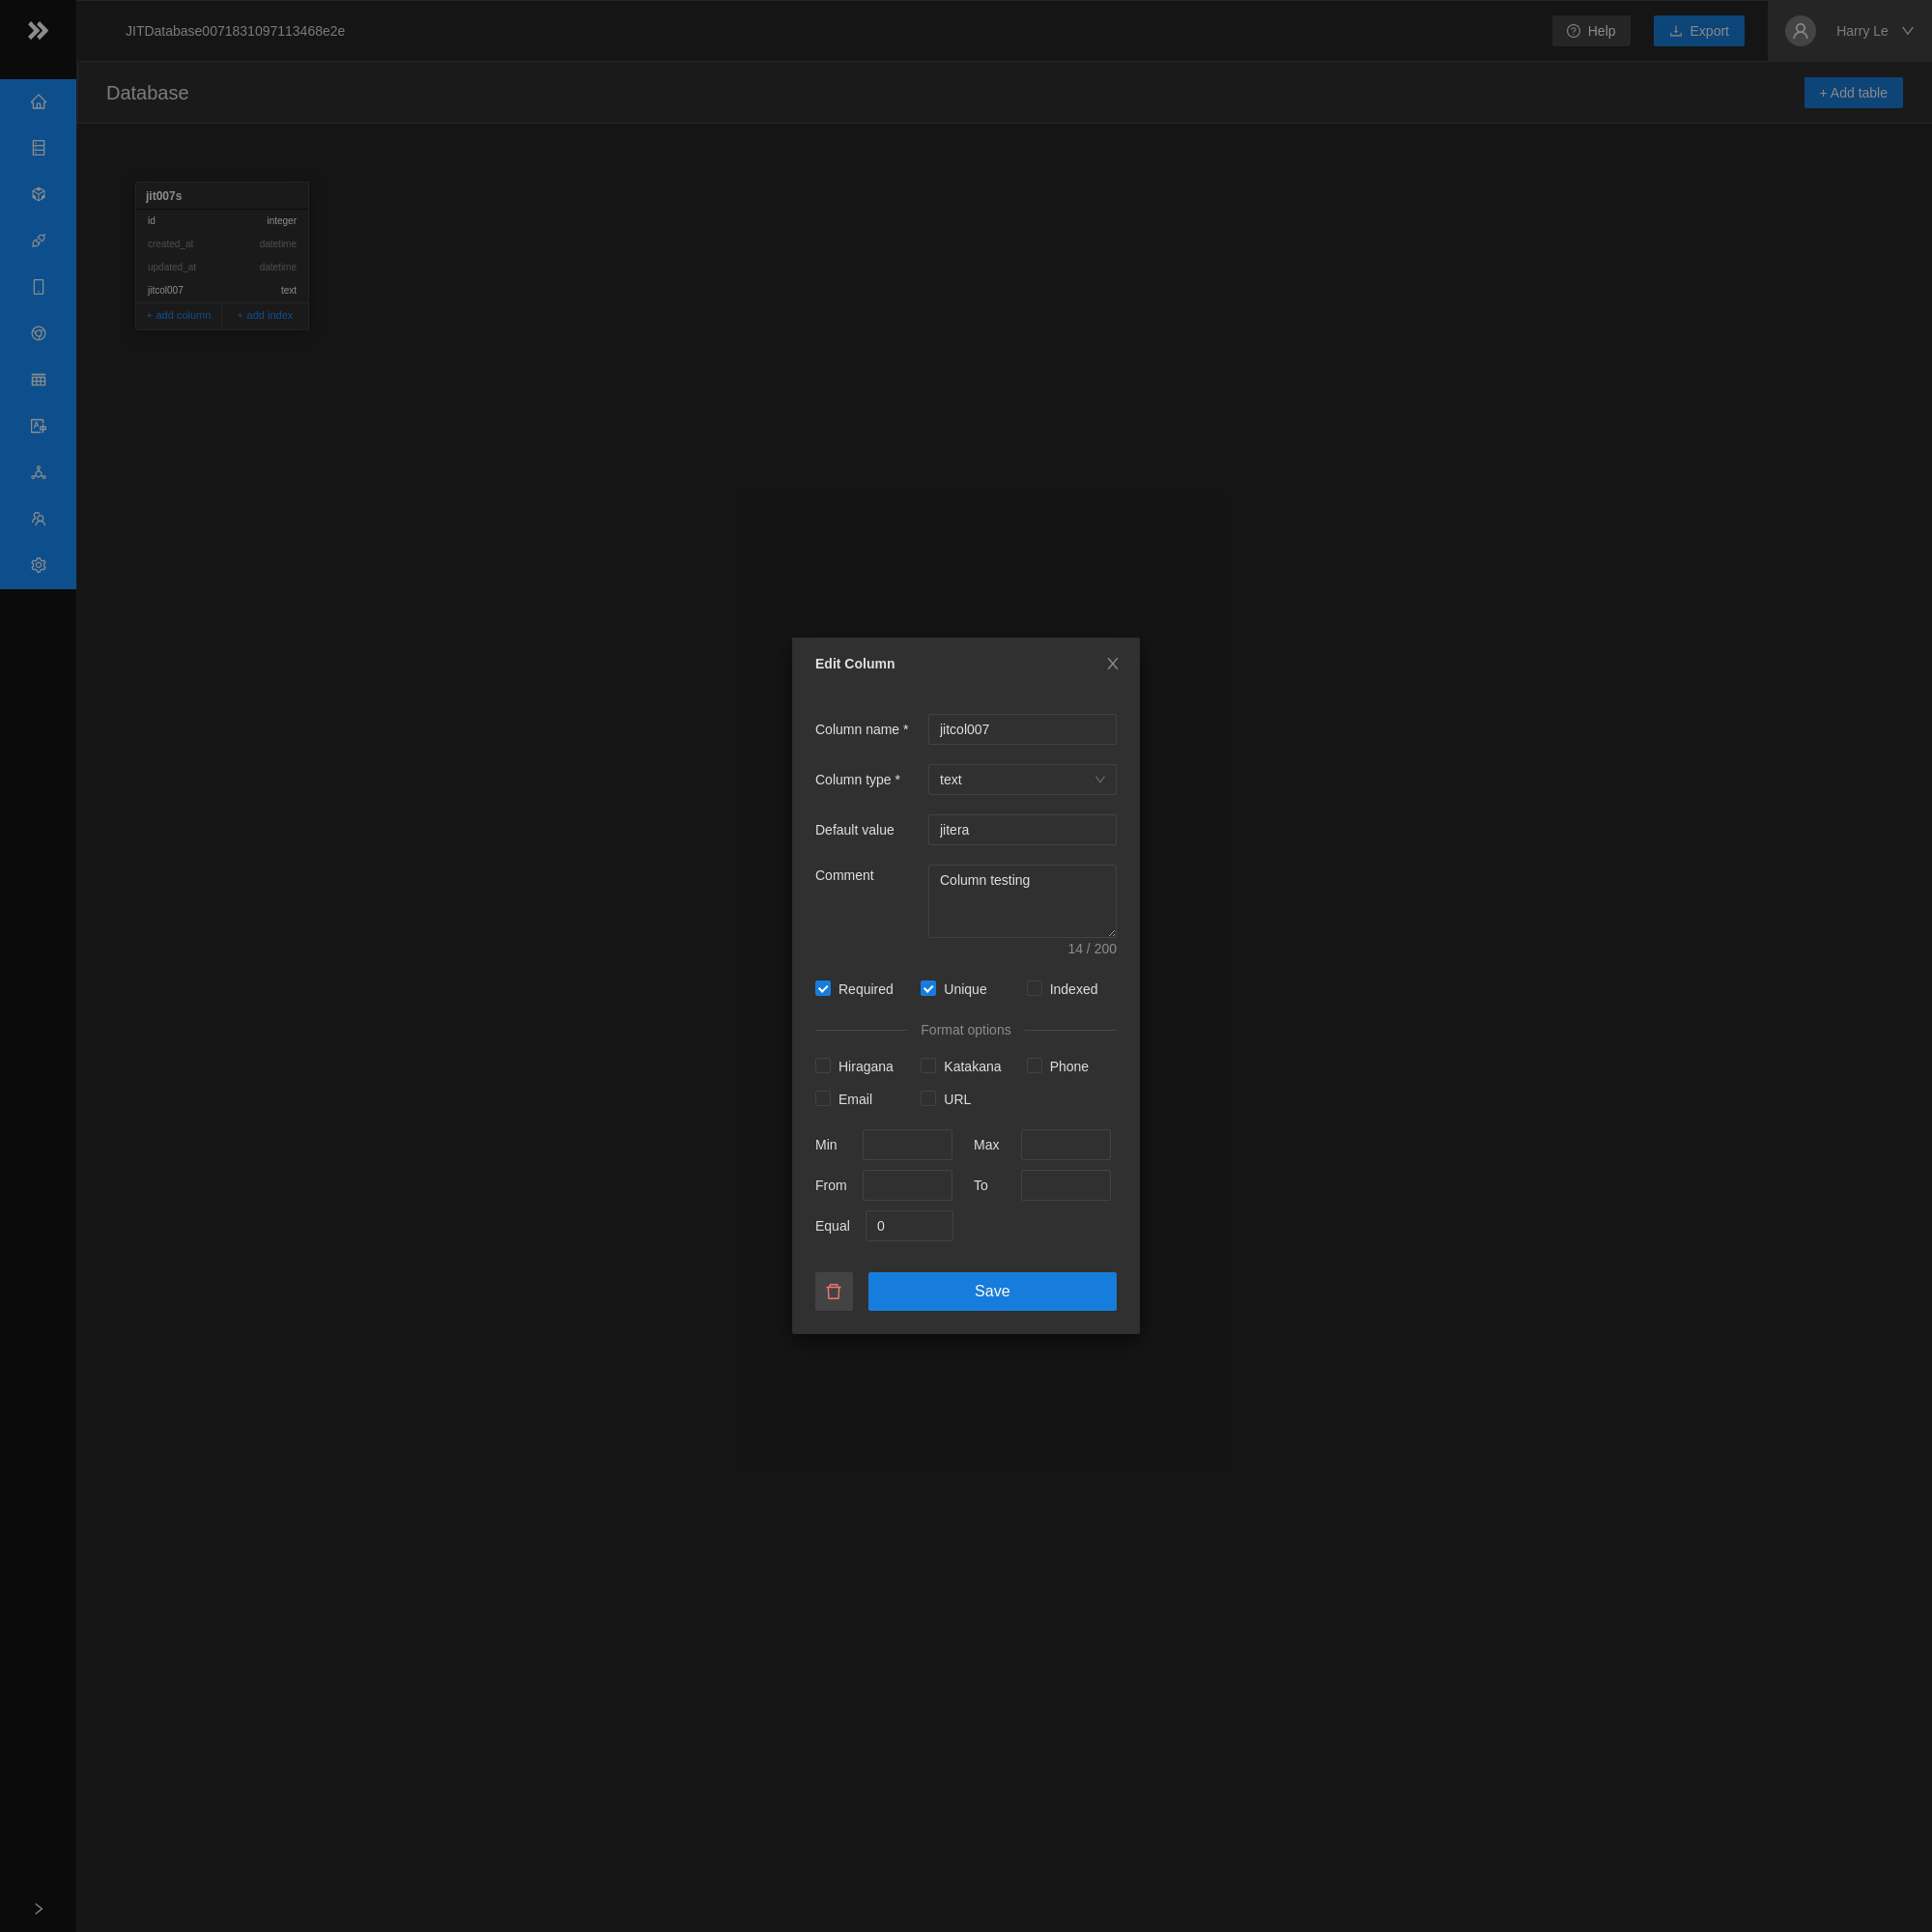 JITDatabase0071831097113468e2e
Help
Export
Harry Le
Database
+ Add table
jit007s
id integer
created_at datetime
updated_at datetime
jitcol007 text
+ add column + add index
Edit Column
Column name * jitcol007
Column type * text
Default value jitera
Comment Column testing
14 / 200
Required Unique Indexed
Format options
Hiragana Katakana Phone
Email URL
Min Max
From To
Equal 0
Save